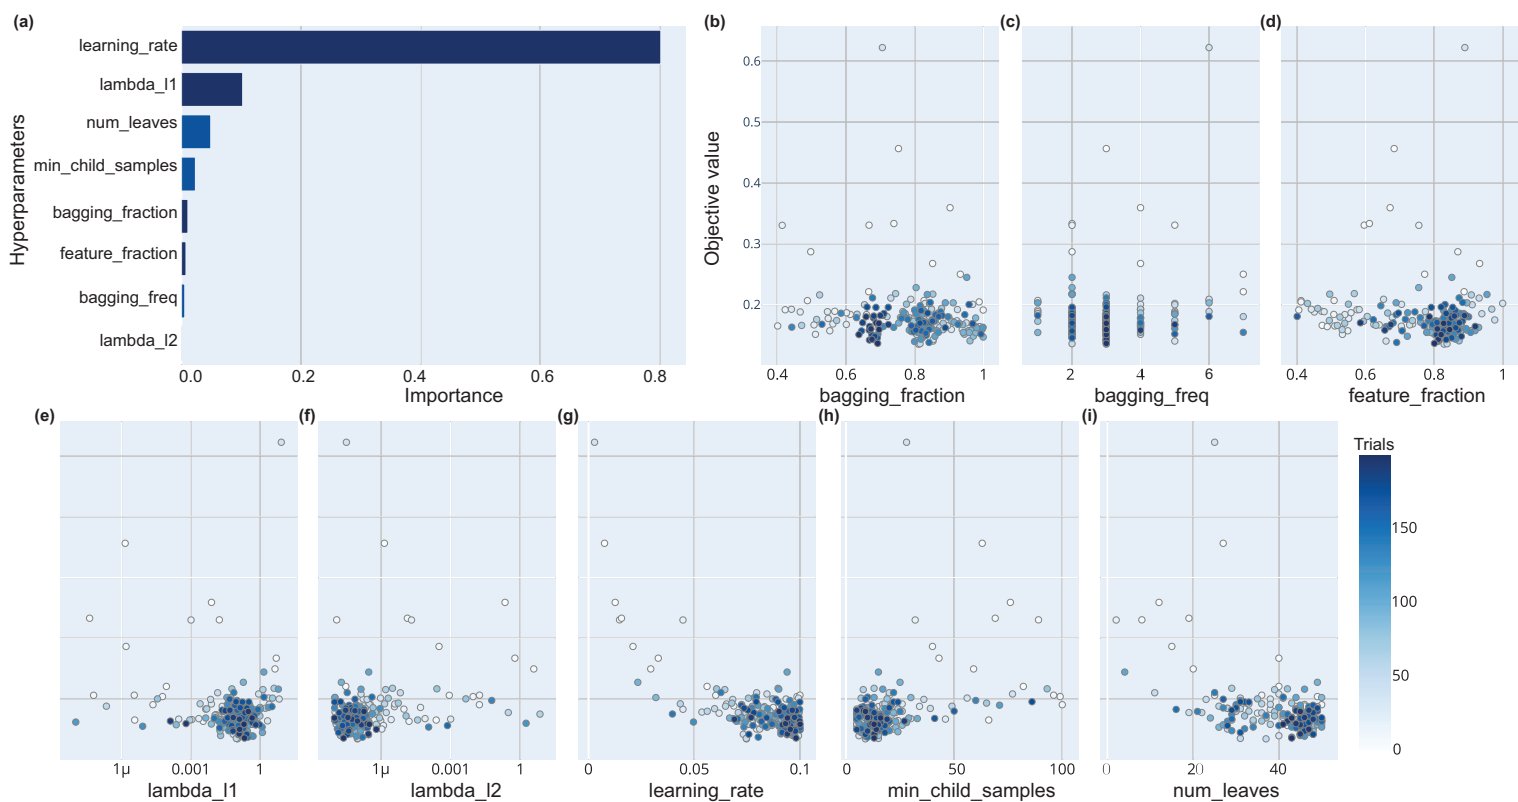 (a)
Hyperparameters
learning_rate
lambda_l1
num_leaves
min_child_samples
bagging_fraction
feature_fraction
bagging_freq
lambda_l2
0.0 0.2 0.4 0.6 0.8
Importance
(b)
Objective value
0.6
0.5
0.4
0.3
0.2
0.4 0.6 0.8 1
bagging_fraction
(c)
2 4 6
bagging_freq
(d)
0.4 0.6 0.8 1
feature_fraction
(e)
1μ 0.001 1
lambda_l1
(f)
1μ 0.001 1
lambda_l2
(g)
0 0.05 0.1
learning_rate
(h)
0 50 100
min_child_samples
(i)
0 20 40
num_leaves
Trials
150
100
50
0